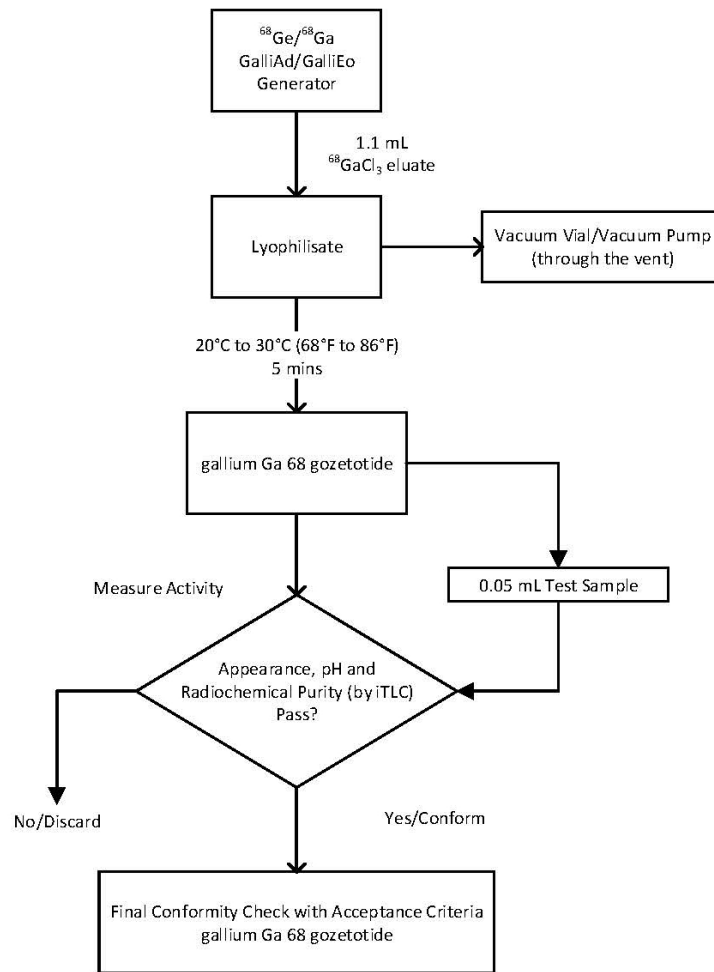 ⁶⁸Ge/⁶⁸Ga
GalliAd/GalliEo
Generator
1.1 mL
⁶⁸GaCl₃ eluate
Lyophilisate
Vacuum Vial/Vacuum Pump
(through the vent)
20°C to 30°C (68°F to 86°F)
5 mins
gallium Ga 68 gozetotide
Measure Activity
0.05 mL Test Sample
Appearance, pH and
Radiochemical Purity (by iTLC)
Pass?
No/Discard
Yes/Conform
Final Conformity Check with Acceptance Criteria
gallium Ga 68 gozetotide